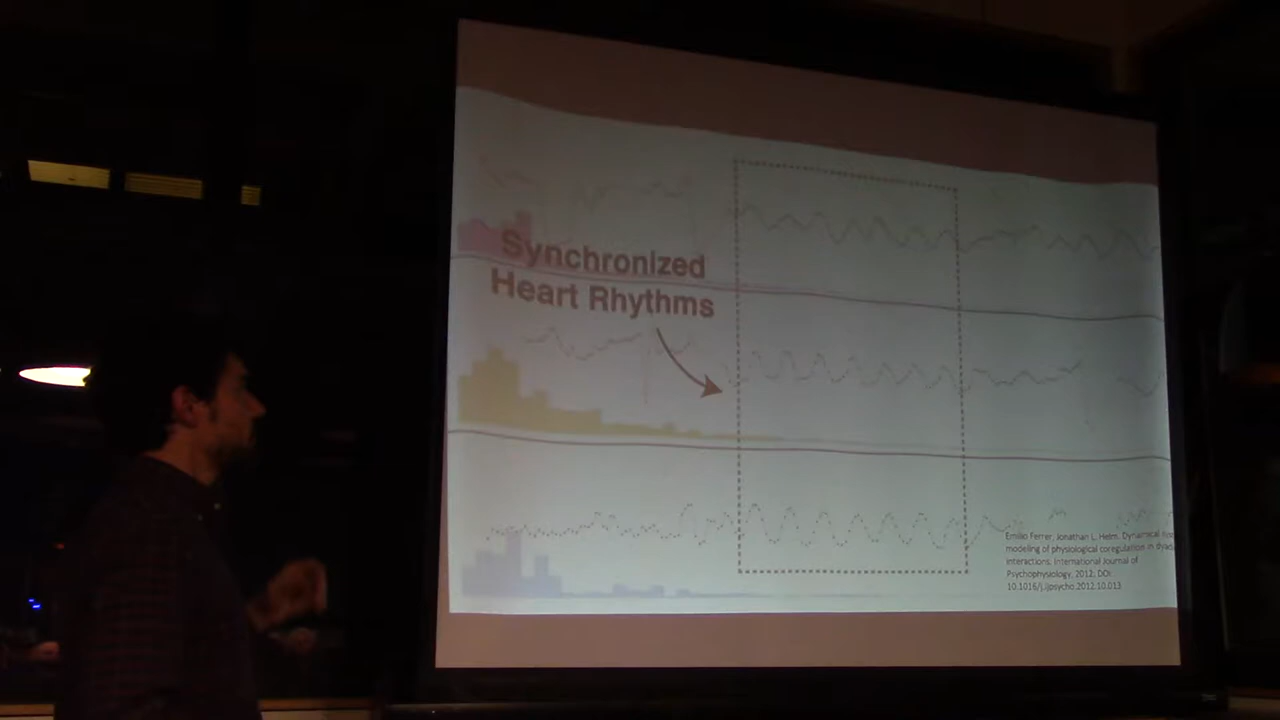 Synchronized
Heart Rhythms
Emilio Ferrer, Jonathan L. Helm. Dynamical
modeling of physiological coregulation in dyadic
interactions. International Journal of
Psychophysiology, 2012, DOI:
10.1016/j.ijpsycho.2012.10.013